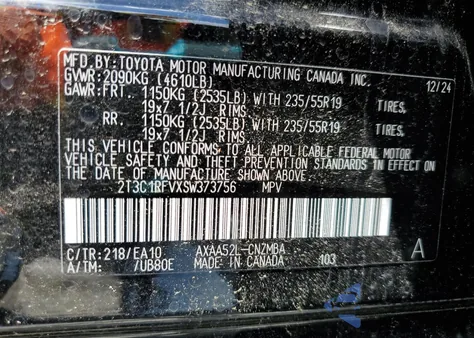 MFD.BY:TOYOTA MOTOR MANUFACTURING CANADA INC. 12/24
GVWR:2090KG (4610LB)
GAWR:FRT. 1150KG (2535LB) WITH 235/55R19 TIRES,
19x7 1/2J RIMS
RR. 1150KG (2535LB) WITH 235/55R19 TIRES,
19x7 1/2J RIMS
THIS VEHICLE CONFORMS TO ALL APPLICABLE FEDERAL MOTOR
VEHICLE SAFETY AND THEFT PREVENTION STANDARDS IN EFFECT ON
THE DATE OF MANUFACTURE SHOWN ABOVE.
2T3C1RFVXSW373756 MPV
C/TR:218/EA10 AXAA52L-CNZMBA A
A/TM: /UB80E MADE IN CANADA 103